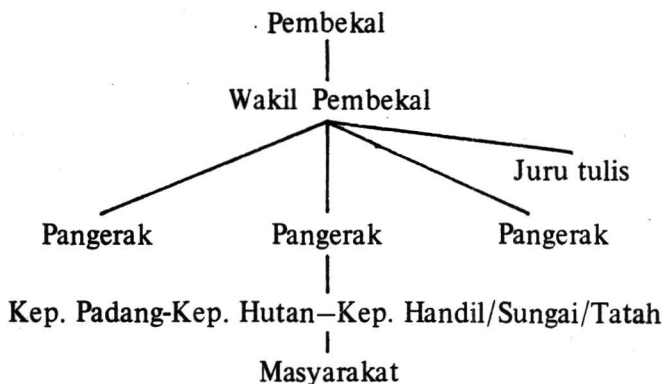 Pembekal
Wakil Pembekal
Juru tulis
Pangerak Pangerak Pangerak
Kep. Padang-Kep. Hutan—Kep. Handil/Sungai/Tatah
Masyarakat